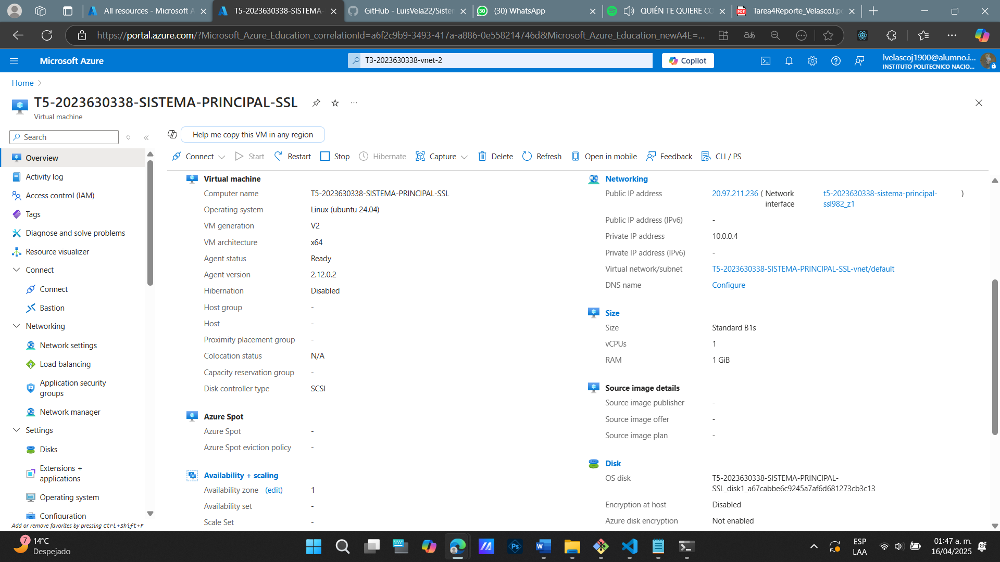 All resources - Microsoft A
T5-2023630338-SISTEMA-
GitHub - LuisVela22/Sister
30
(30) WhatsApp
QUIÉN TE QUIERE CO
PDF
Tarea4Reporte_VelascoJ.pd
https://portal.azure.com/?Microsoft_Azure_Education_correlationId=a6f2c9b9-3493-417a-a886-0e558214746d&Microsoft_Azure_Education_newA4E=...
Microsoft Azure
T3-2023630338-vnet-2
Copilot
lvelascoj1900@alumno.i...
INSTITUTO POLITECNICO NACIO...
Home
T5-2023630338-SISTEMA-PRINCIPAL-SSL
Virtual machine
Search
Help me copy this VM in any region
Connect
Start
Restart
Stop
Hibernate
Capture
Delete
Refresh
Open in mobile
Feedback
CLI / PS
Overview
Activity log
Access control (IAM)
Tags
Diagnose and solve problems
Resource visualizer
Connect
Connect
Bastion
Networking
Network settings
Load balancing
Application security
groups
Network manager
Settings
Disks
Extensions +
applications
Operating system
Configuration
Add or remove favorites by pressing Ctrl+Shift+F
Virtual machine
Computer name T5-2023630338-SISTEMA-PRINCIPAL-SSL
Operating system Linux (ubuntu 24.04)
VM generation V2
VM architecture x64
Agent status Ready
Agent version 2.12.0.2
Hibernation Disabled
Host group -
Host -
Proximity placement group -
Colocation status N/A
Capacity reservation group -
Disk controller type SCSI
Azure Spot
Azure Spot -
Azure Spot eviction policy -
Availability + scaling
Availability zone (edit) 1
Availability set -
Scale Set -
Networking
Public IP address 20.97.211.236 ( Network interface t5-2023630338-sistema-principal-ssl982_z1 )
Public IP address (IPv6) -
Private IP address 10.0.0.4
Private IP address (IPv6) -
Virtual network/subnet T5-2023630338-SISTEMA-PRINCIPAL-SSL-vnet/default
DNS name Configure
Size
Size Standard B1s
vCPUs 1
RAM 1 GiB
Source image details
Source image publisher -
Source image offer -
Source image plan -
Disk
OS disk T5-2023630338-SISTEMA-PRINCIPAL-
SSL_disk1_a67cabbe6c9245a7af6d681273cb3c13
Encryption at host Disabled
Azure disk encryption Not enabled
7
14°C
Despejado
Ps
W
ESP
LAA
01:47 a. m.
16/04/2025